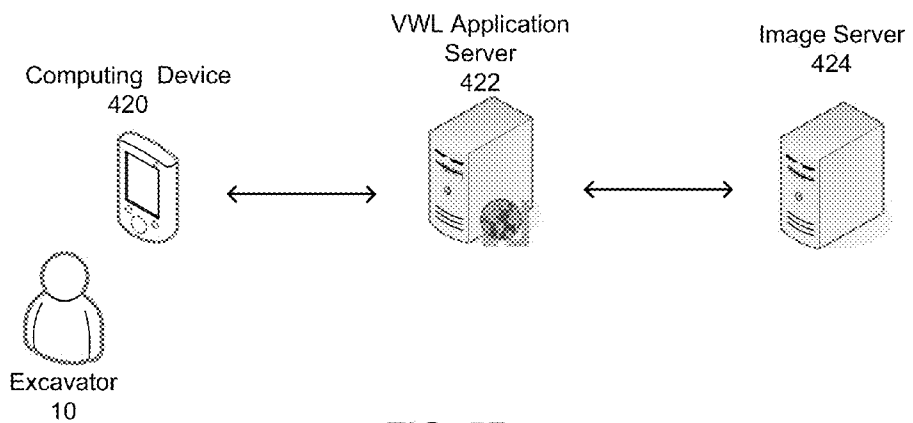 VWL Application
Server
422
Image Server
424
Computing Device
420
Excavator
10